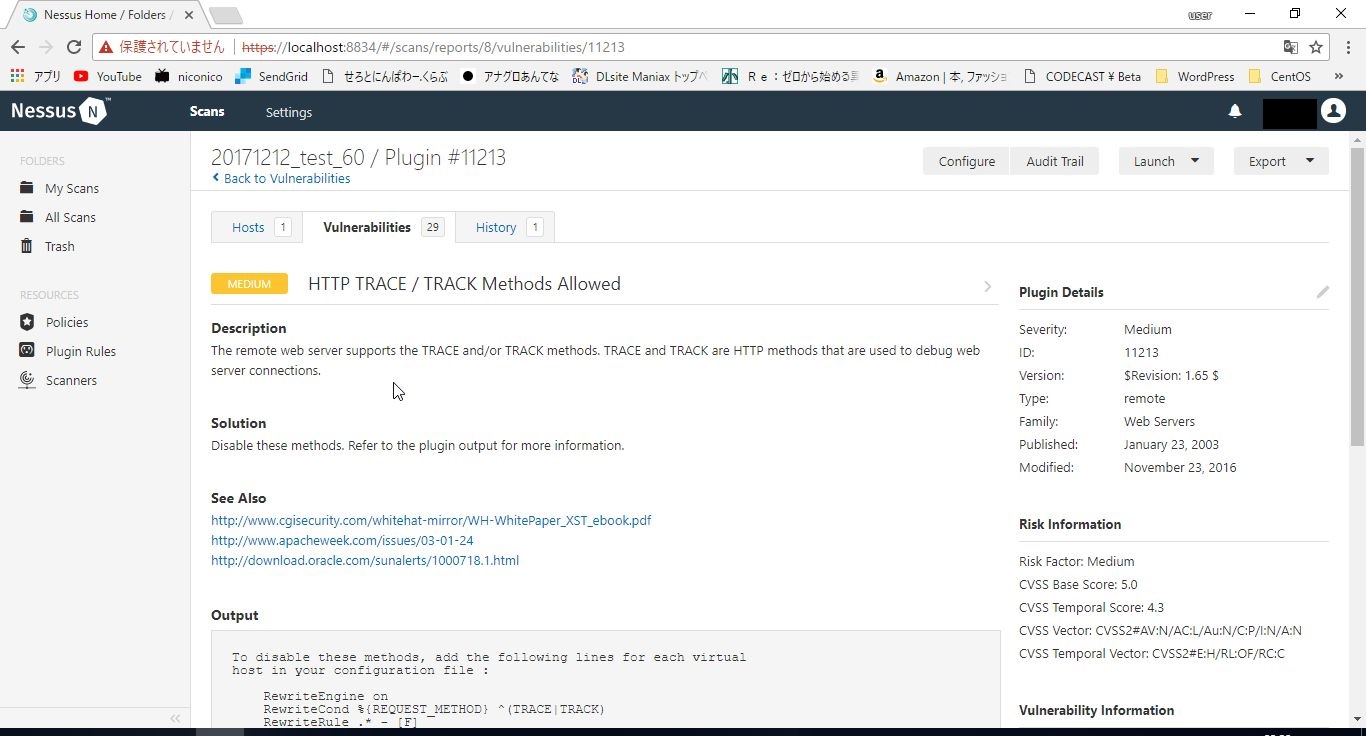 Nessus Home / Folders /
user
保護されていません | https://localhost:8834/#/scans/reports/8/vulnerabilities/11213
アプリ YouTube niconico SendGrid せろとにんぱわー.くらぶ アナグロあんてな DLsite Maniax トップペ Ｒｅ：ゼロから始める異 Amazon | 本, ファッショ CODECAST ¥ Beta WordPress CentOS »
Nessus N ™ Scans Settings
FOLDERS
My Scans
All Scans
Trash
RESOURCES
Policies
Plugin Rules
Scanners
20171212_test_60 / Plugin #11213
Back to Vulnerabilities
Configure Audit Trail Launch Export
Hosts 1 Vulnerabilities 29 History 1
MEDIUM HTTP TRACE / TRACK Methods Allowed
Description
The remote web server supports the TRACE and/or TRACK methods. TRACE and TRACK are HTTP methods that are used to debug web
server connections.
Solution
Disable these methods. Refer to the plugin output for more information.
See Also
http://www.cgisecurity.com/whitehat-mirror/WH-WhitePaper_XST_ebook.pdf
http://www.apacheweek.com/issues/03-01-24
http://download.oracle.com/sunalerts/1000718.1.html
Output
To disable these methods, add the following lines for each virtual
host in your configuration file :
RewriteEngine on
RewriteCond %{REQUEST_METHOD} ^(TRACE|TRACK)
RewriteRule .* - [F]
Plugin Details
Severity: Medium
ID: 11213
Version: $Revision: 1.65 $
Type: remote
Family: Web Servers
Published: January 23, 2003
Modified: November 23, 2016
Risk Information
Risk Factor: Medium
CVSS Base Score: 5.0
CVSS Temporal Score: 4.3
CVSS Vector: CVSS2#AV:N/AC:L/Au:N/C:P/I:N/A:N
CVSS Temporal Vector: CVSS2#E:H/RL:OF/RC:C
Vulnerability Information